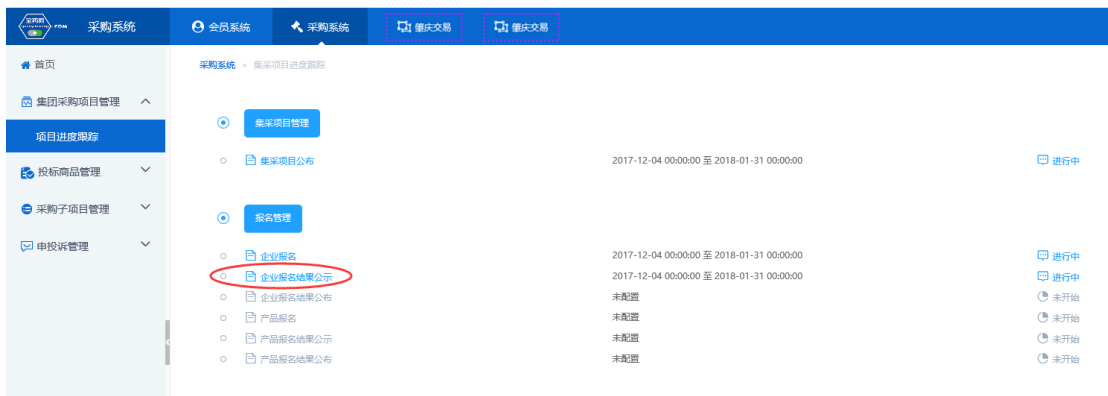 采购系统
会员系统
采购系统
肇庆交易
肇庆交易
首页
采购系统 > 集采项目进度跟踪
集团采购项目管理
项目进度跟踪
投标商品管理
采购子项目管理
申投诉管理
集采项目管理
集采项目公布 2017-12-04 00:00:00 至 2018-01-31 00:00:00 进行中
报名管理
企业报名 2017-12-04 00:00:00 至 2018-01-31 00:00:00 进行中
企业报名结果公示 2017-12-04 00:00:00 至 2018-01-31 00:00:00 进行中
企业报名结果公布 未配置 未开始
产品报名 未配置 未开始
产品报名结果公示 未配置 未开始
产品报名结果公布 未配置 未开始